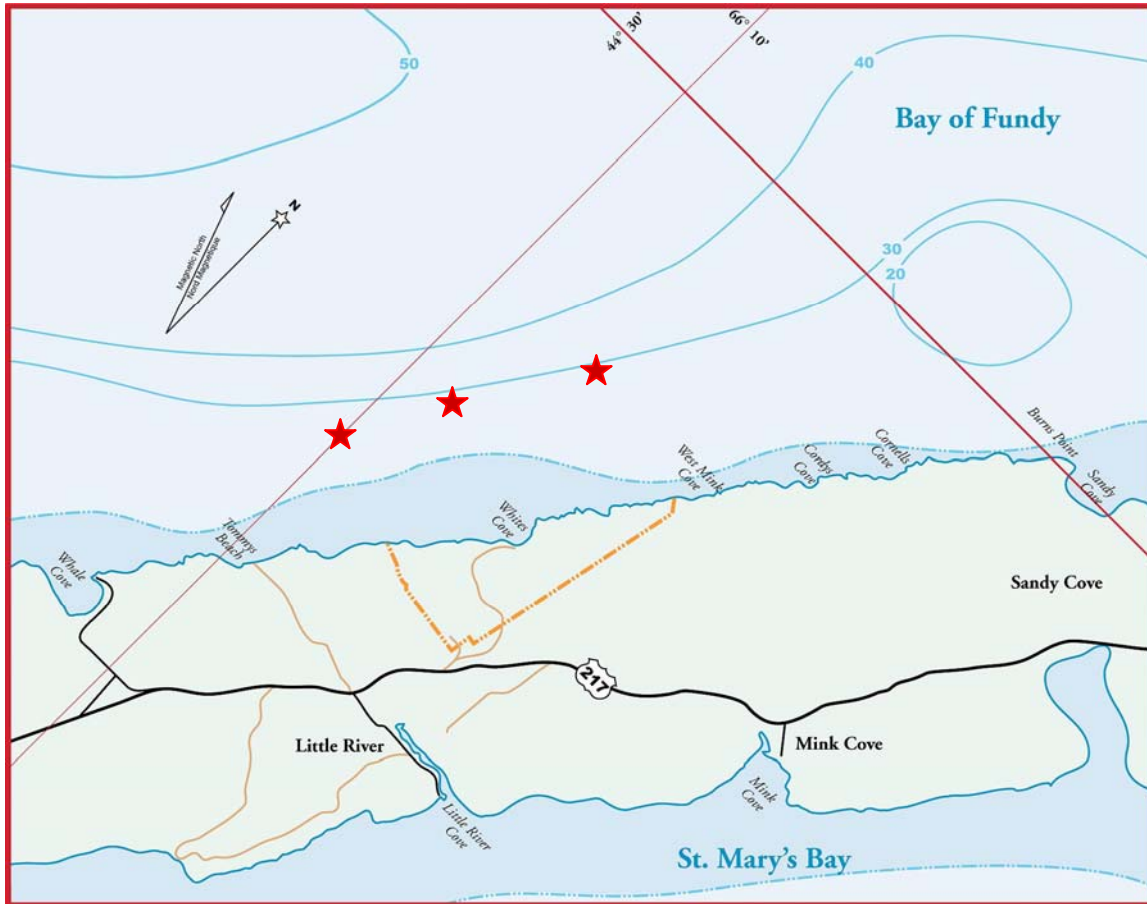 44° 30'
66° 10'
50
40
Bay of Fundy
N
Magnetic North
Nord Magnetique
30
20
Burns Point
Sandy
Cove
Cornells
Cove
Cordys
Cove
West Mink
Cove
Whites
Cove
Tommys
Beach
Whale
Cove
Sandy Cove
217
Little River
Mink Cove
Mink
Cove
Little River
Cove
St. Mary's Bay